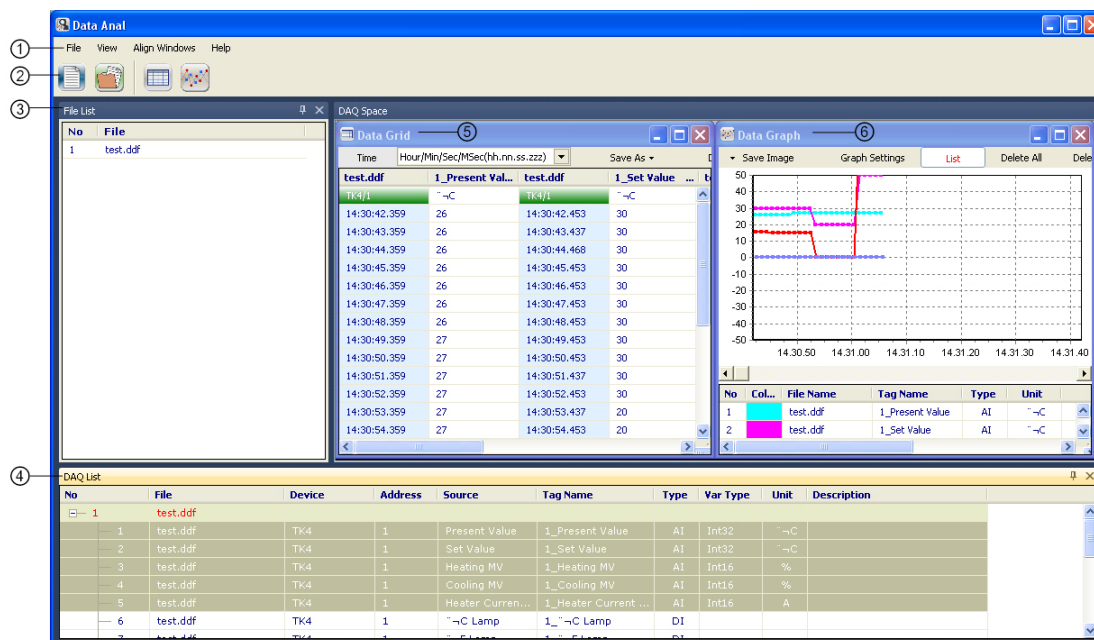 Data Anal
① File View Align Windows Help
②
③ File List DAQ Space
No File
1 test.ddf
Data Grid ⑤
Time Hour/Min/Sec/MSec(hh.nn.ss.zzz) Save As
test.ddf 1_Present Val... test.ddf 1_Set Value ...
TK4/1 ¨¬C TK4/1 ¨¬C
14:30:42.359 26 14:30:42.453 30
14:30:43.359 26 14:30:43.437 30
14:30:44.359 26 14:30:44.468 30
14:30:45.359 26 14:30:45.453 30
14:30:46.359 26 14:30:46.453 30
14:30:47.359 26 14:30:47.453 30
14:30:48.359 26 14:30:48.453 30
14:30:49.359 27 14:30:49.453 30
14:30:50.359 27 14:30:50.453 30
14:30:51.359 27 14:30:51.437 30
14:30:52.359 27 14:30:52.453 30
14:30:53.359 27 14:30:53.437 20
14:30:54.359 27 14:30:54.453 20
Data Graph ⑥
Save Image Graph Settings List Delete All Dele
50
40
30
20
10
0
-10
-20
-30
-40
-50
14.30.50 14.31.00 14.31.10 14.31.20 14.31.30 14.31.40
No Col... File Name Tag Name Type Unit
1 test.ddf 1_Present Value AI ¨¬C
2 test.ddf 1_Set Value AI ¨¬C
④ DAQ List
No File Device Address Source Tag Name Type Var Type Unit Description
1 test.ddf
1 test.ddf TK4 1 Present Value 1_Present Value AI Int32 ¨¬C
2 test.ddf TK4 1 Set Value 1_Set Value AI Int32 ¨¬C
3 test.ddf TK4 1 Heating MV 1_Heating MV AI Int16 %
4 test.ddf TK4 1 Cooling MV 1_Cooling MV AI Int16 %
5 test.ddf TK4 1 Heater Curren... 1_Heater Current ... AI Int16 A
6 test.ddf TK4 1 ¨¬C Lamp 1_¨¬C Lamp DI